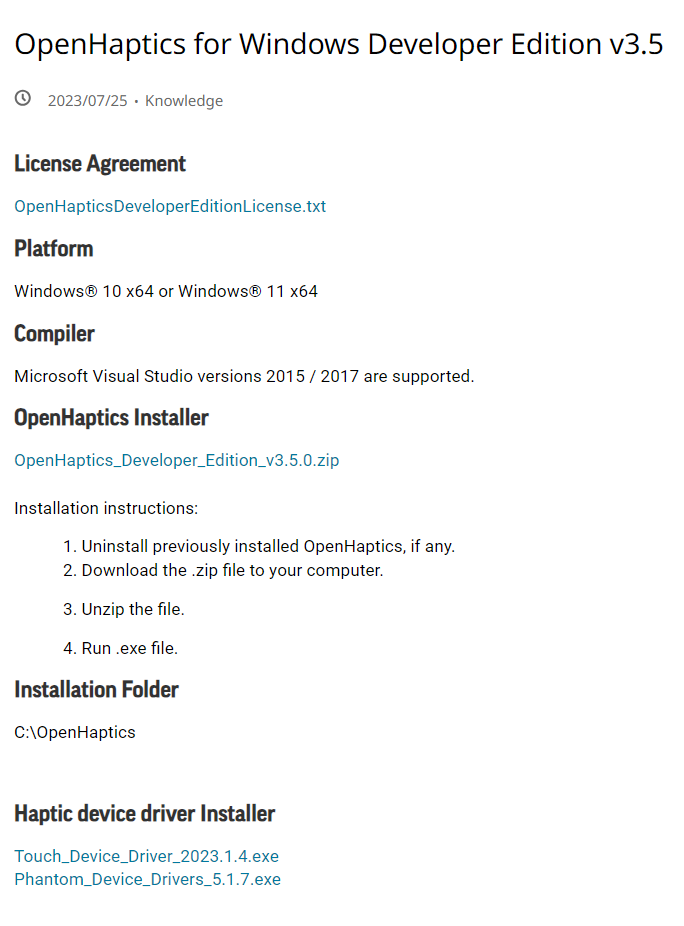 OpenHaptics for Windows Developer Edition v3.5
2023/07/25 • Knowledge
License Agreement
OpenHapticsDeveloperEditionLicense.txt
Platform
Windows® 10 x64 or Windows® 11 x64
Compiler
Microsoft Visual Studio versions 2015 / 2017 are supported.
OpenHaptics Installer
OpenHaptics_Developer_Edition_v3.5.0.zip
Installation instructions:
1. Uninstall previously installed OpenHaptics, if any.
2. Download the .zip file to your computer.
3. Unzip the file.
4. Run .exe file.
Installation Folder
C:\OpenHaptics
Haptic device driver Installer
Touch_Device_Driver_2023.1.4.exe
Phantom_Device_Drivers_5.1.7.exe